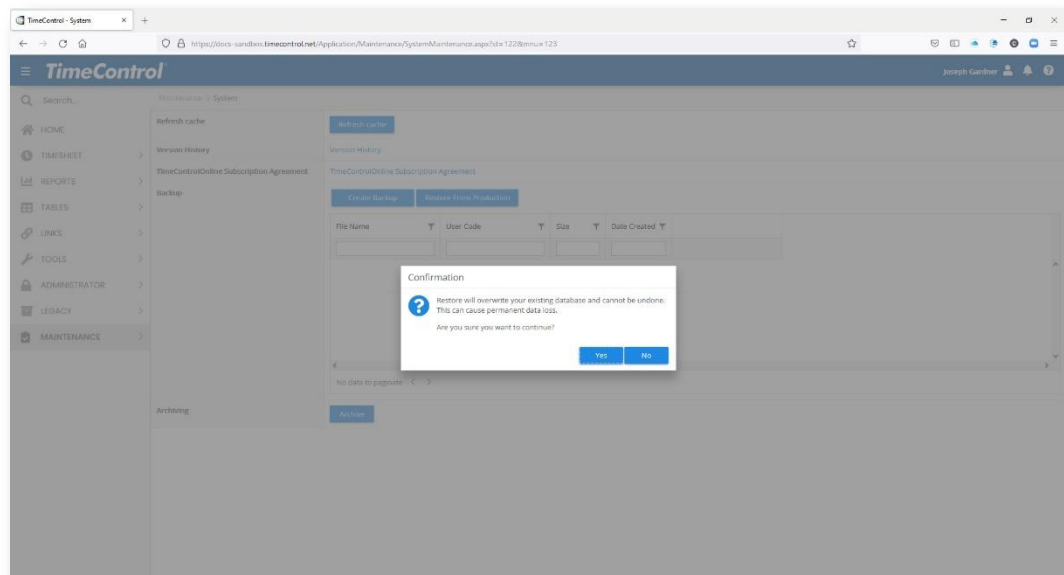 TimeControl - System
https://docs-sandbox.timecontrol.net/Application/Maintenance/SystemMaintenance.aspx?id=122&mnu=123
TimeControl
Joseph Gardner
Search...
Maintenance
System
HOME
TIMESHEET
REPORTS
TABLES
LINKS
TOOLS
ADMINISTRATOR
LEGACY
MAINTENANCE
Refresh cache
Refresh cache
Version History
Version History
TimeControlOnline Subscription Agreement
TimeControlOnline Subscription Agreement
Backup
Create Backup
Restore From Production
File Name
User Code
Size
Date Created
Confirmation
Restore will overwrite your existing database and cannot be undone.
This can cause permanent data loss.
Are you sure you want to continue?
Yes
No
No data to paginate
Archiving
Archive